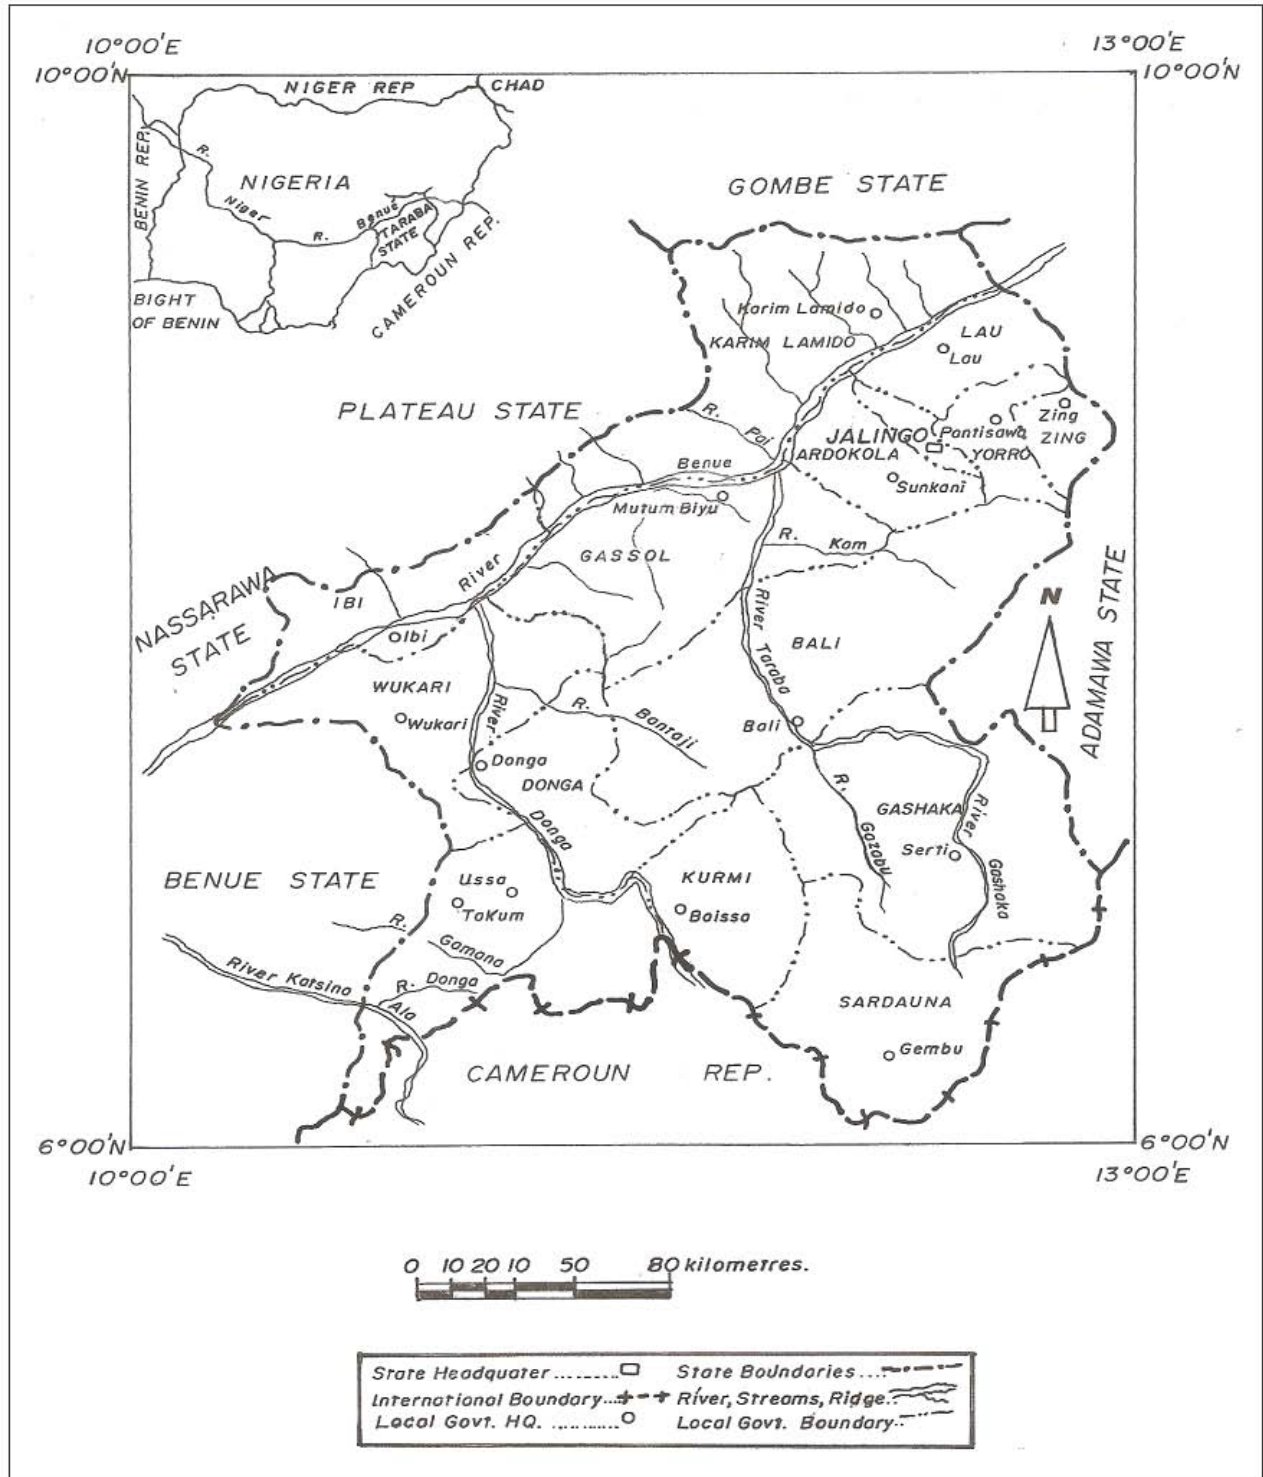 10°00'E
13°00'E
10°00'N
10°00'N
NIGER REP
CHAD
BENIN REP.
R.
Niger
NIGERIA
R.
Benue
TARABA
STATE
CAMEROUN REP.
BIGHT
OF BENIN
GOMBE STATE
Karim Lamido
KARIM LAMIDO
LAU
Lau
PLATEAU STATE
R. Pai
JALINGO
Pantisawa
Zing
ZING
ARDOKOLA
YORRO
Benue
Sunkani
Mutum Biyu
GASSOL
R. Kam
River
NASSARAWA
STATE
IBI
Ibi
N
ADAMAWA STATE
River Taraba
BALI
WUKARI
Wukari
River
R. Banraji
Bali
Donga
DONGA
Donga
R. Gazabu
GASHAKA
River
Serti
Gashaka
BENUE STATE
Ussa
ToKum
KURMI
Baissa
R. Gamana
River Katsina
Ala
R. Donga
SARDAUNA
Gembu
CAMEROUN REP.
6°00'N
6°00'N
10°00'E
13°00'E
0 10 20 10 50 80 kilometres.
State Headquater ........ State Boundaries ....
International Boundary.... River, Streams, Ridge..
Local Govt. HQ. ............ Local Govt. Boundary..